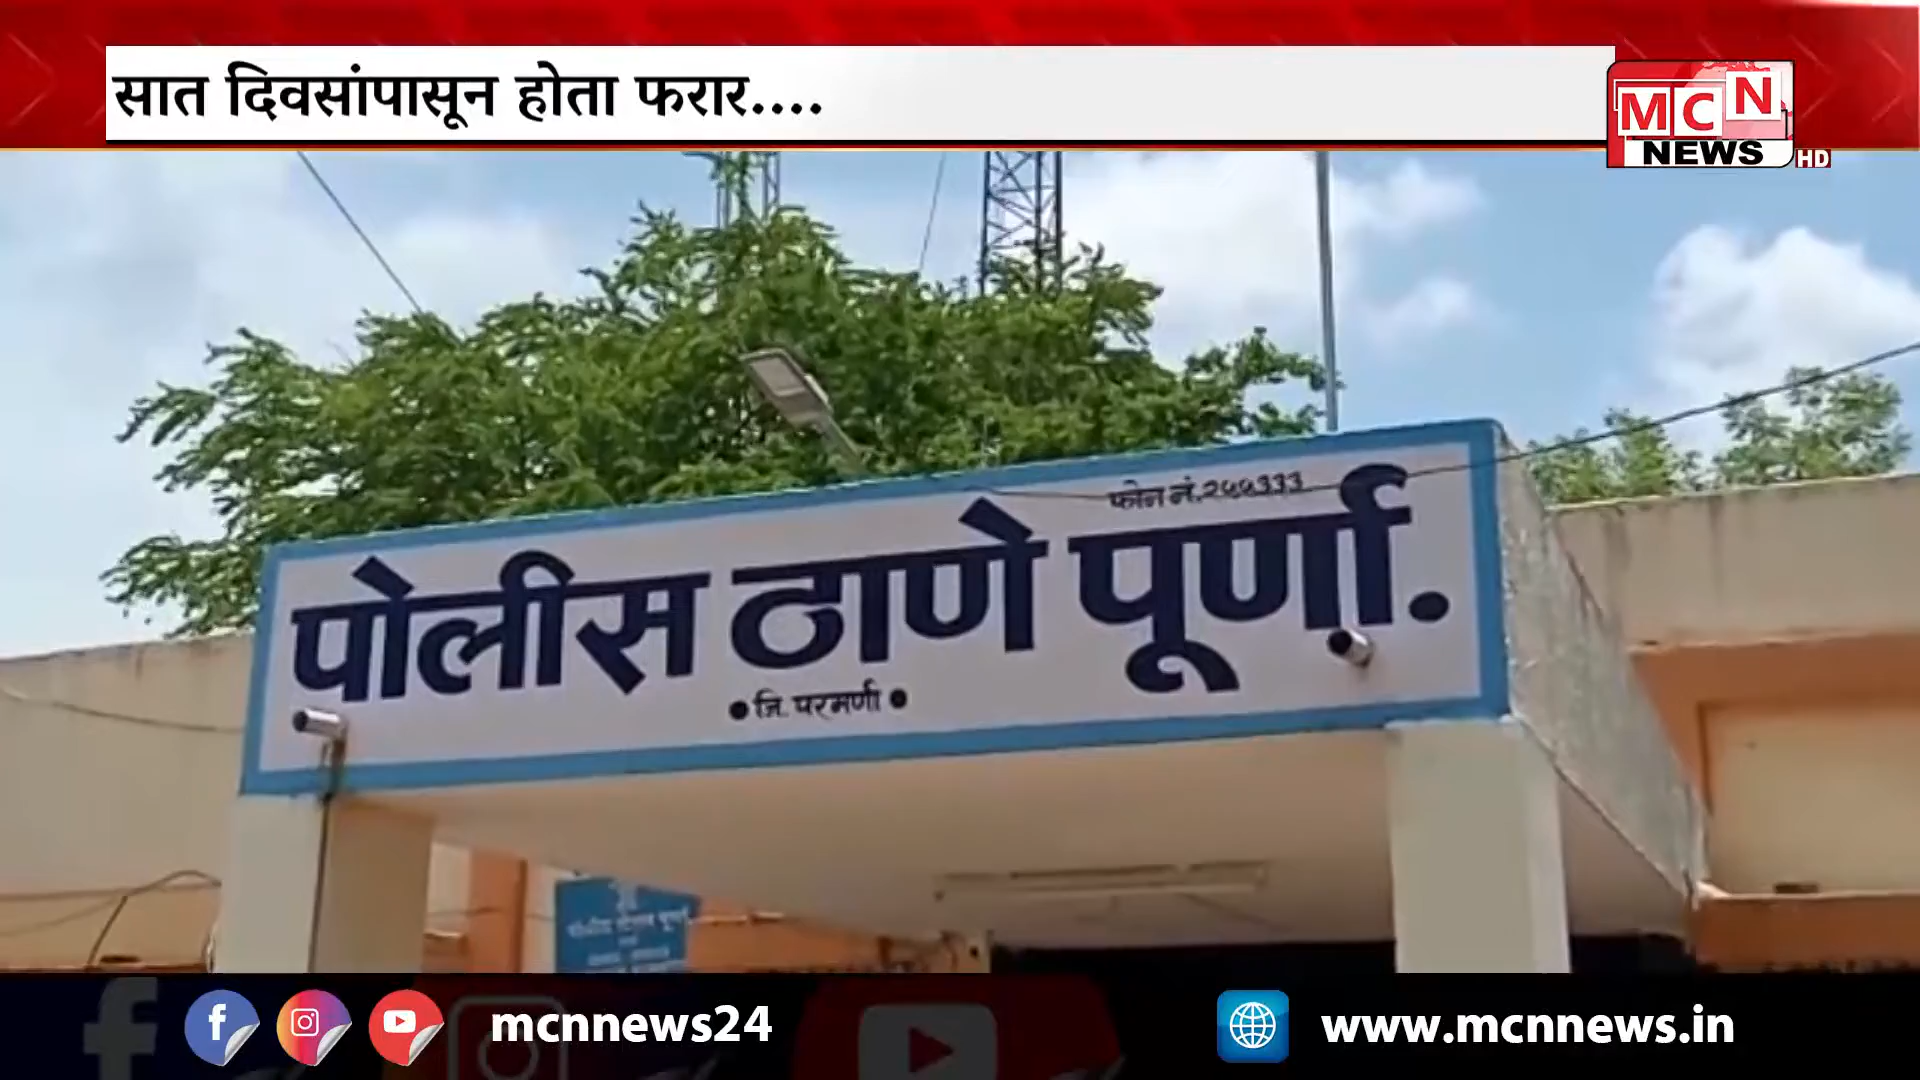 सात दिवसांपासून होता फरार....
MCN
NEWS
HD
फोन नं.२५५३३३
पोलीस ठाणे पूर्णा.
• जि. परभणी •
mcnnews24
www.mcnnews.in